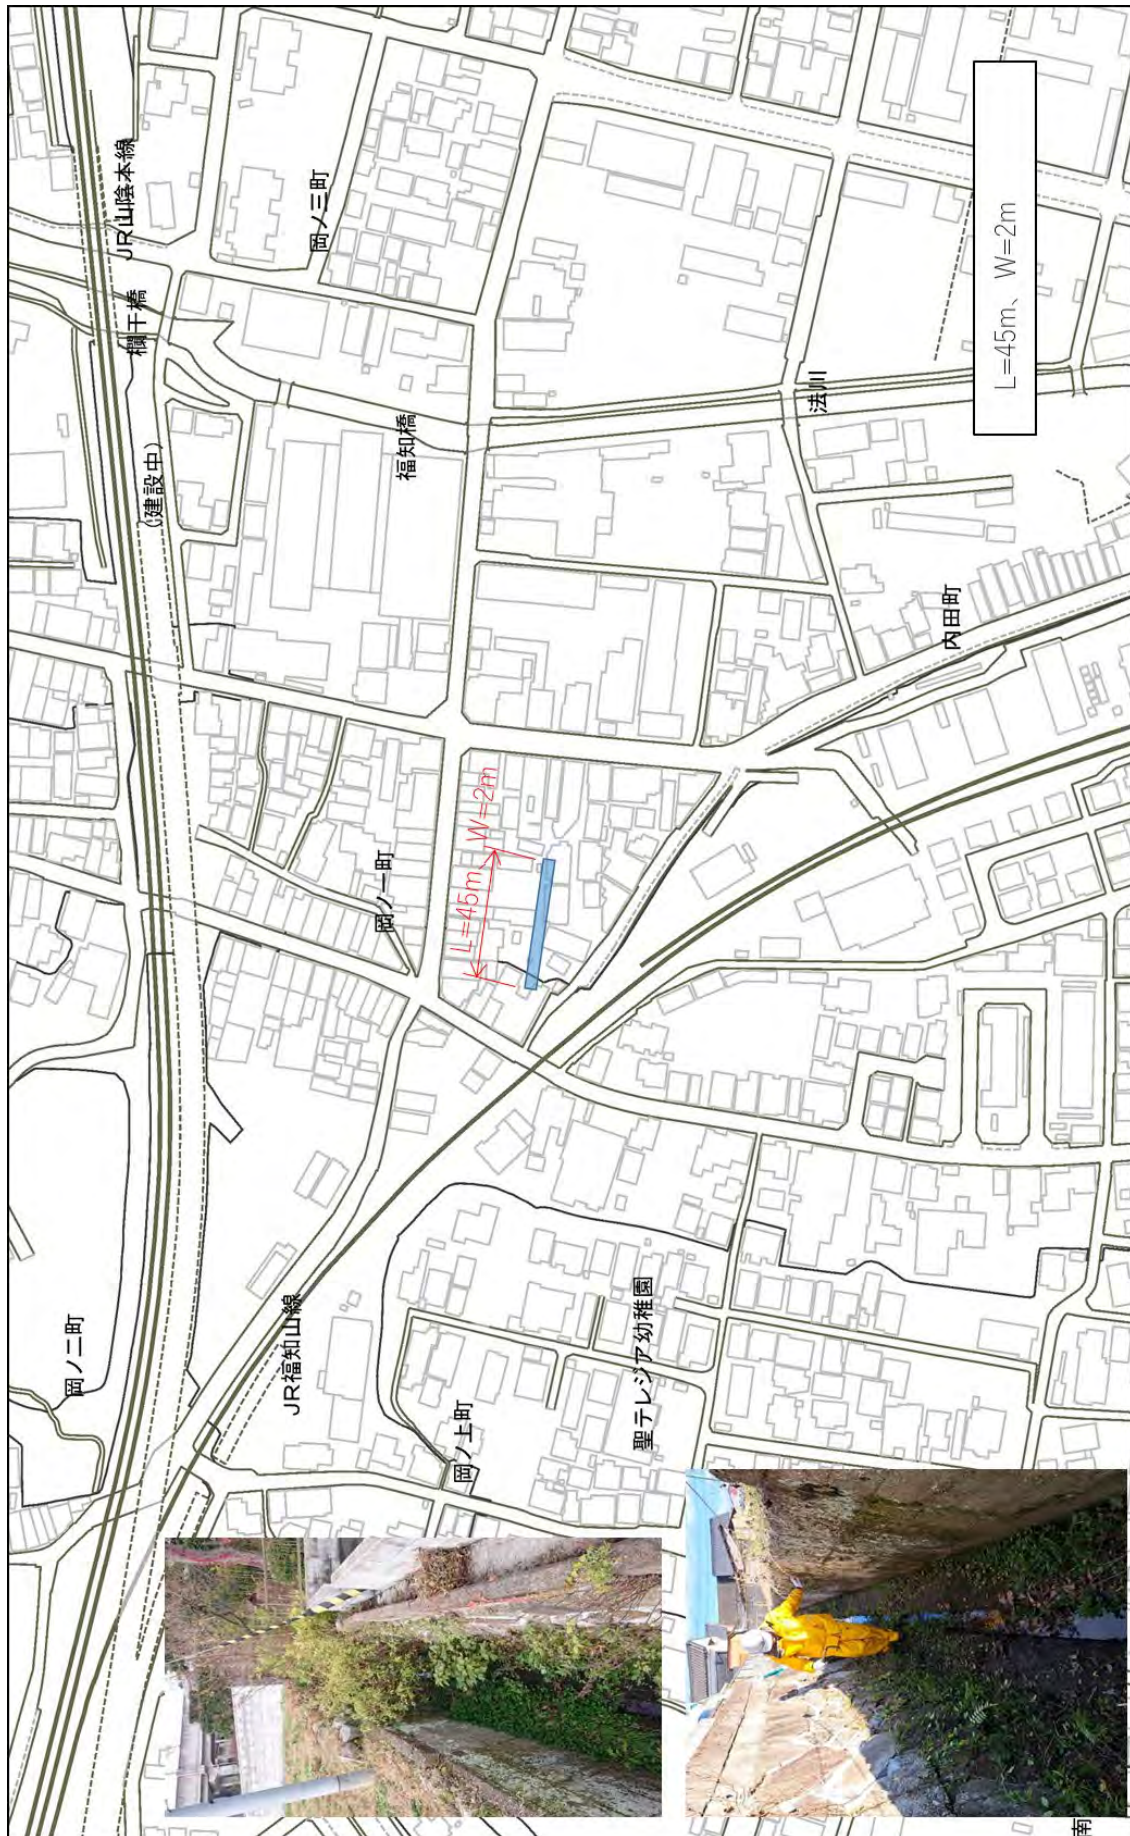 JR山陰本線
欄干橋
(建設中)
岡ノ三町
福知橋
法川
L=45m、W=2m
内田町
岡ノ一町
L=45m、W=2m
岡ノ二町
JR福知山線
岡ノ上町
聖テレジア幼稚園
南